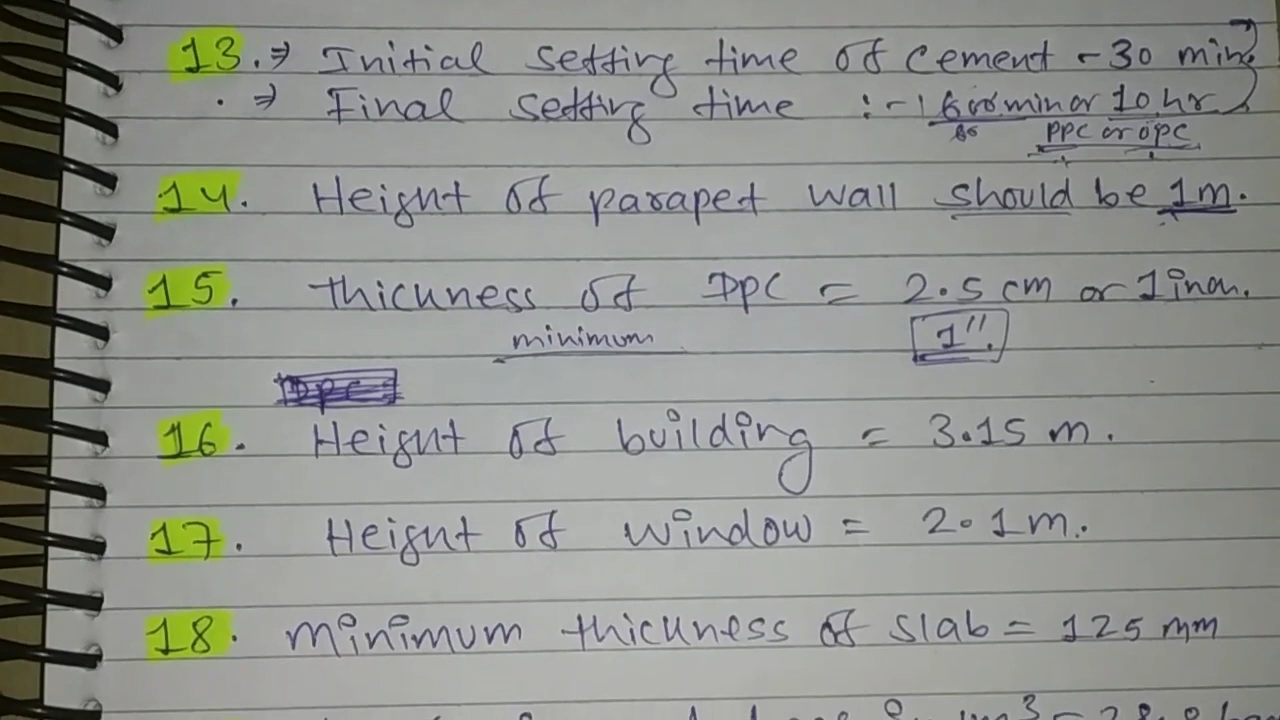 13. ⇒ Initial setting time of cement - 30 min
. ⇒ Final setting time :- 600 min or 10 hr
PPC or OPC
14. Height of parapet wall should be 1m.
15. thickness of DPC = 2.5 cm or 1 inch.
minimum 1".
16. Height of building = 3.15 m.
17. Height of window = 2.1m.
18. minimum thickness of slab = 125 mm